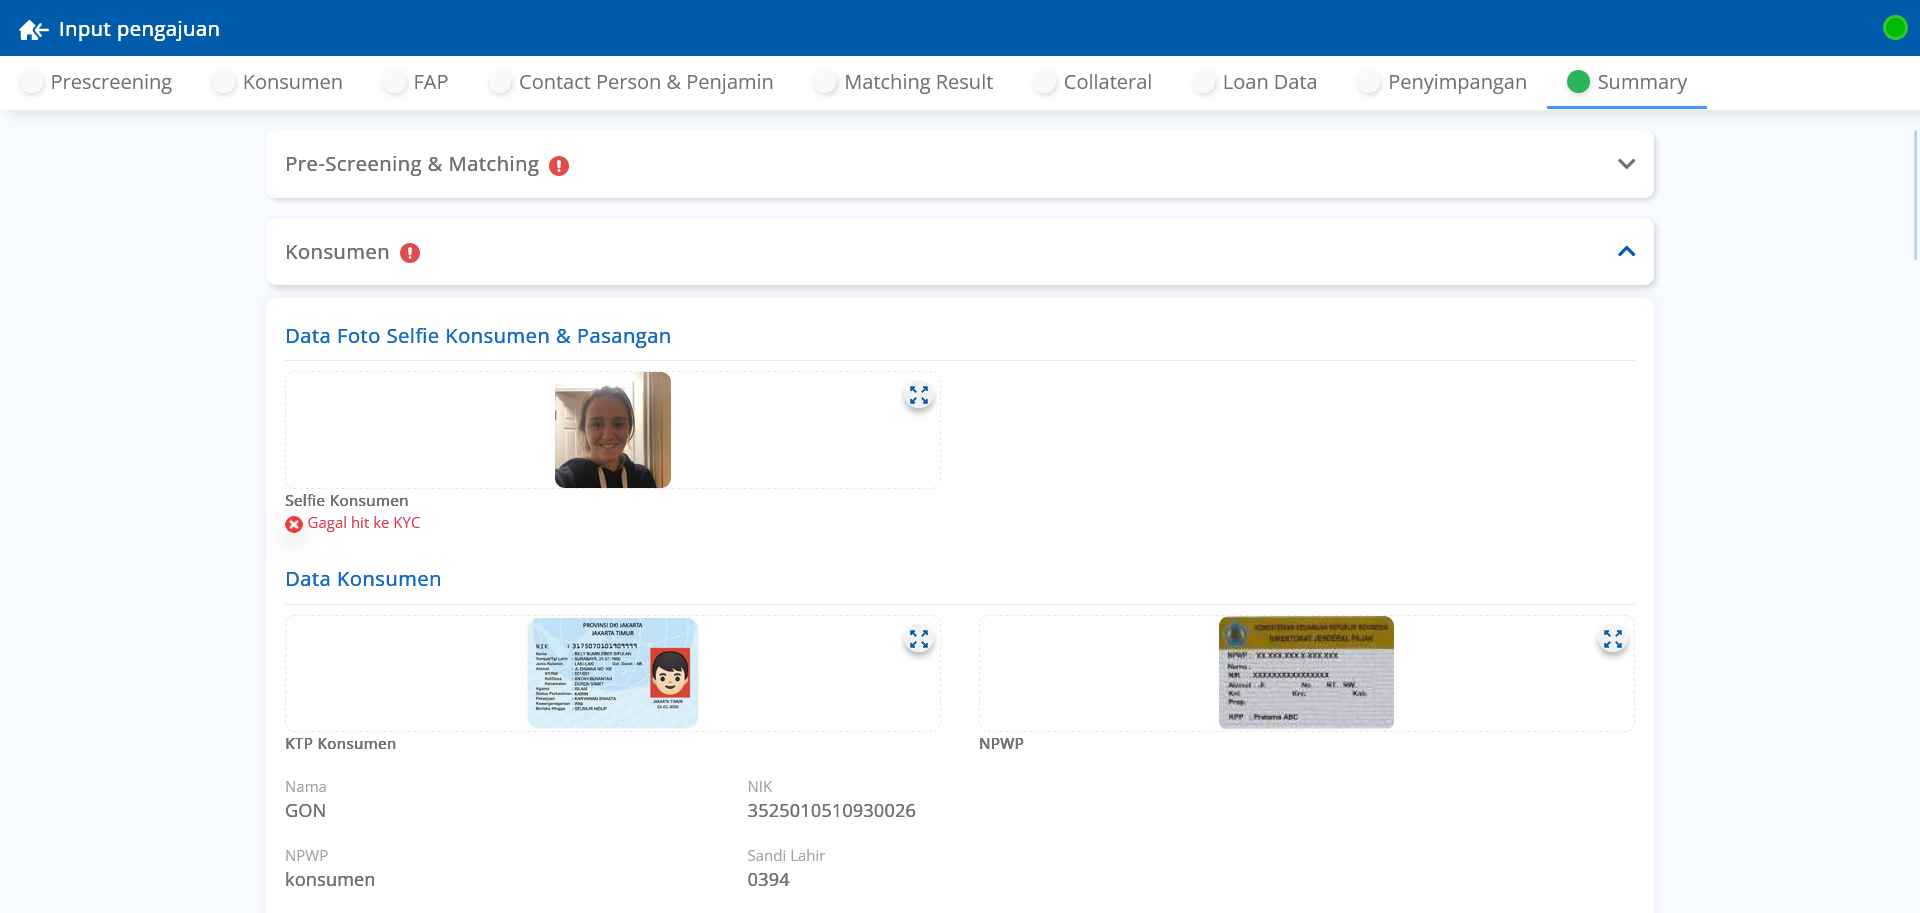 Input pengajuan
Prescreening
Konsumen
FAP
Contact Person & Penjamin
Matching Result
Collateral
Loan Data
Penyimpangan
Summary
Pre-Screening & Matching
Konsumen
Data Foto Selfie Konsumen & Pasangan
Selfie Konsumen
Gagal hit ke KYC
Data Konsumen
PROVINSI DKI JAKARTA
JAKARTA TIMUR
NIK : 3175070101909999
KEMENTERIAN KEUANGAN REPUBLIK INDONESIA
DIREKTORAT JENDERAL PAJAK
NPWP : XX.XXX.XXX.X-XXX.XXX
Nama :
NIK : XXXXXXXXXXXXXXXX
KPP : Pratama ABC
KTP Konsumen
NPWP
Nama
GON
NIK
3525010510930026
NPWP
konsumen
Sandi Lahir
0394